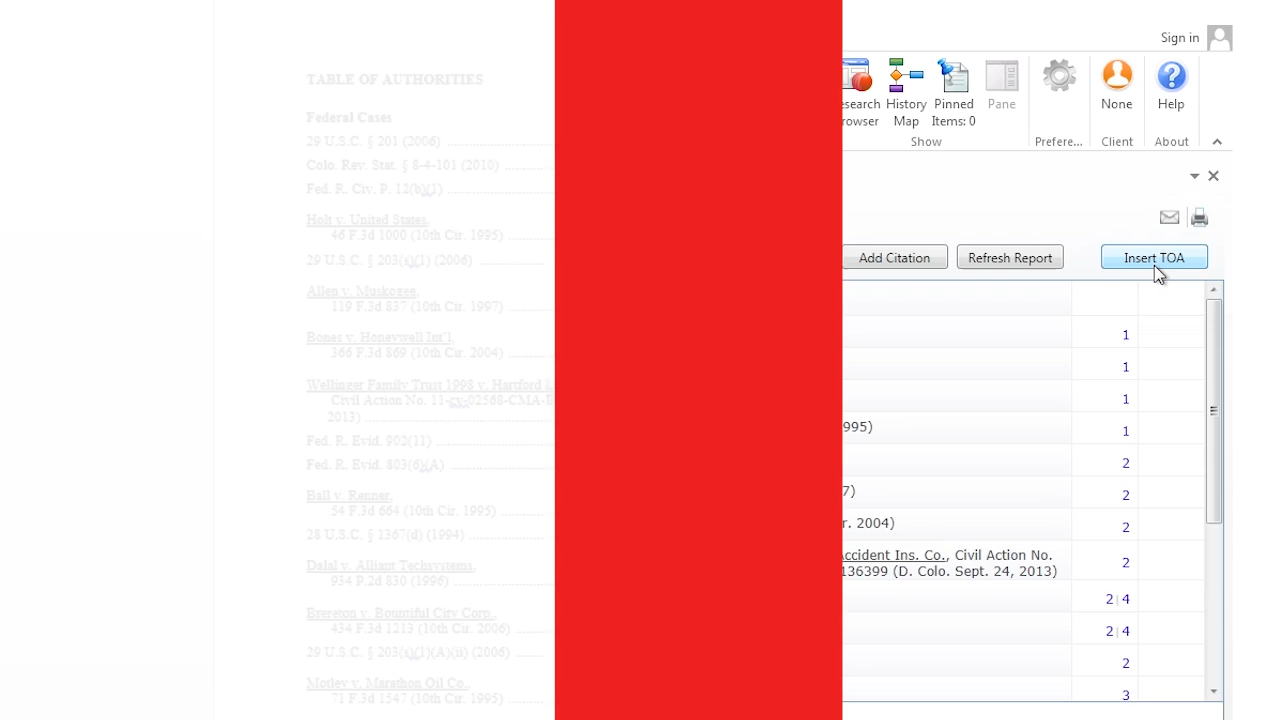 TABLE OF AUTHORITIES
Federal Cases
29 U.S.C. § 201 (2006)
Colo. Rev. Stat. § 8-4-101 (2010)
Fed. R. Civ. P. 12(b)(1)
Holt v. United States,
46 F.3d 1000 (10th Cir. 1995)
29 U.S.C. § 203(s)(1) (2006)
Allen v. Muskogee,
119 F.3d 837 (10th Cir. 1997)
Bones v. Honeywell Int'l,
366 F.3d 869 (10th Cir. 2004)
Wellinger Family Trust 1998 v. Hartford
Civil Action No. 11-cv-02568-CMA-B
2013)
Fed. R. Evid. 902(11)
Fed. R. Evid. 803(6)(A)
Ball v. Renner,
54 F.3d 664 (10th Cir. 1995)
28 U.S.C. § 1367(d) (1994)
Dalal v. Alliant Techsystems,
934 P.2d 830 (1996)
Brereton v. Bountiful City Corp.,
434 F.3d 1213 (10th Cir. 2006)
29 U.S.C. § 203(s)(1)(A)(ii) (2006)
Motley v. Marathon Oil Co.,
71 F.3d 1547 (10th Cir. 1995)
Sign in
esearch History Pinned Pane None Help
rowser Map Items: 0
Show Prefere... Client About
Add Citation Refresh Report Insert TOA
1
1
1
995) 1
2
7) 2
r. 2004) 2
Accident Ins. Co., Civil Action No.
136399 (D. Colo. Sept. 24, 2013) 2
2 | 4
2 | 4
2
3